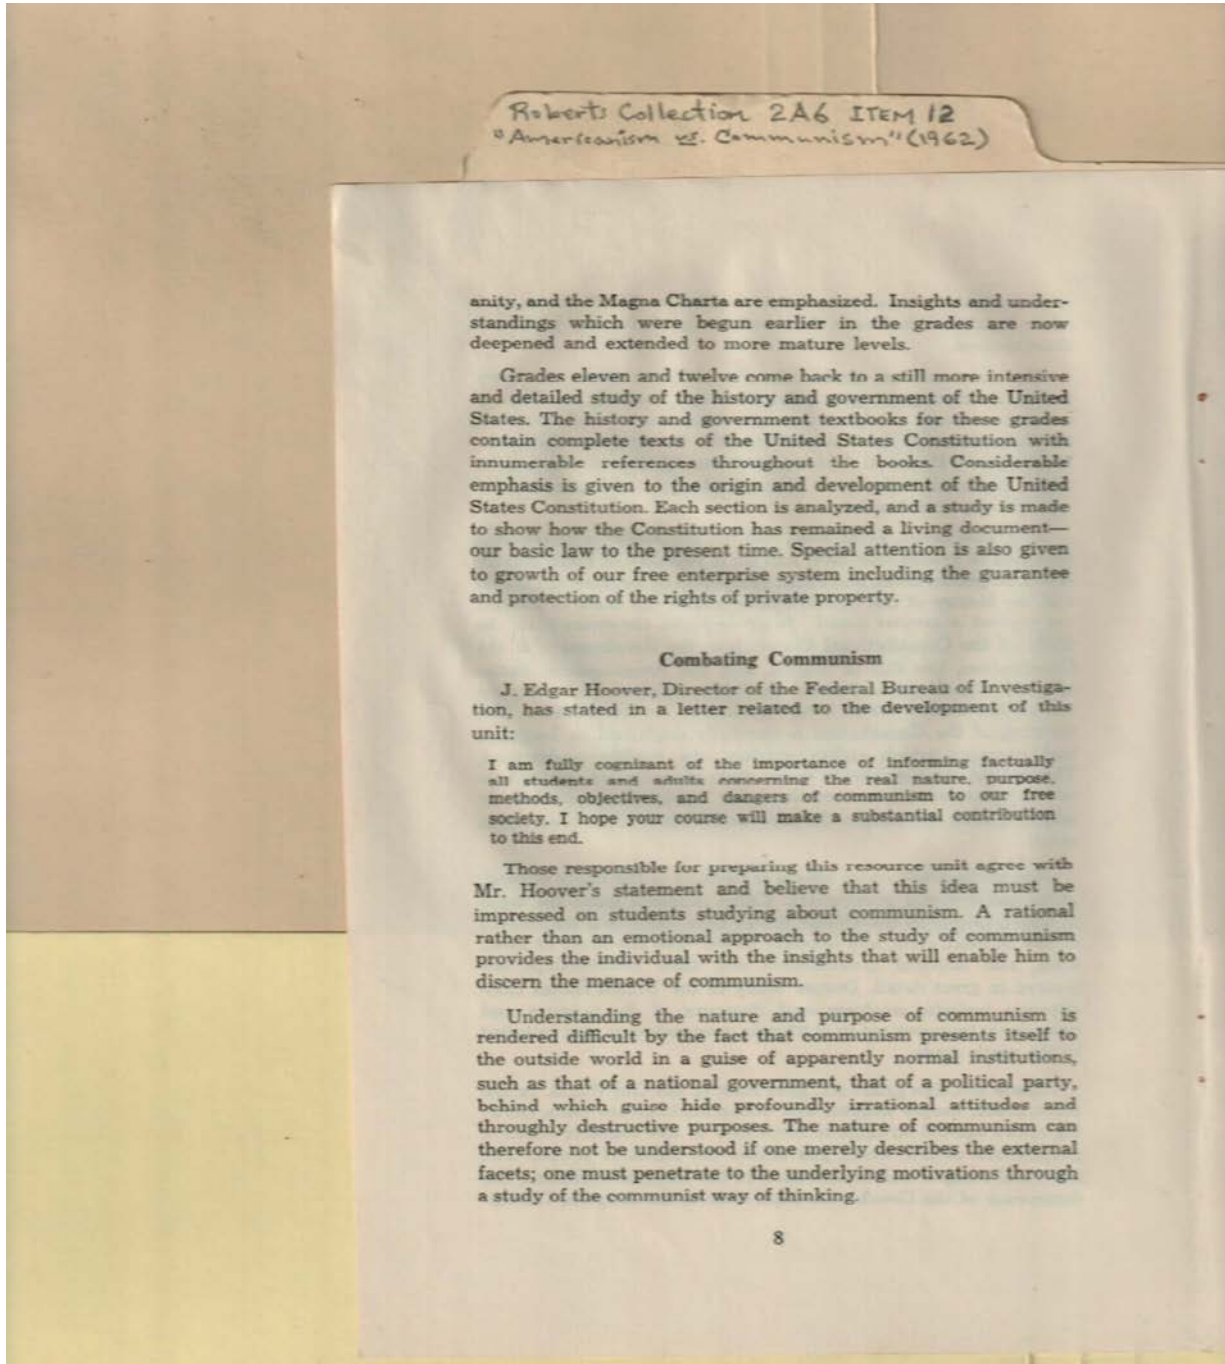 Roberts Collection 2A6 ITEM 12
"Americanism vs. Communism" (1962)
anity, and the Magna Charta are emphasized. Insights and under-
standings which were begun earlier in the grades are now
deepened and extended to more mature levels.
Grades eleven and twelve come back to a still more intensive
and detailed study of the history and government of the United
States. The history and government textbooks for these grades
contain complete texts of the United States Constitution with
innumerable references throughout the books. Considerable
emphasis is given to the origin and development of the United
States Constitution. Each section is analyzed, and a study is made
to show how the Constitution has remained a living document—
our basic law to the present time. Special attention is also given
to growth of our free enterprise system including the guarantee
and protection of the rights of private property.
Combating Communism
J. Edgar Hoover, Director of the Federal Bureau of Investiga-
tion, has stated in a letter related to the development of this
unit:
I am fully cognizant of the importance of informing factually
all students and adults concerning the real nature, purpose,
methods, objectives, and dangers of communism to our free
society. I hope your course will make a substantial contribution
to this end.
Those responsible for preparing this resource unit agree with
Mr. Hoover's statement and believe that this idea must be
impressed on students studying about communism. A rational
rather than an emotional approach to the study of communism
provides the individual with the insights that will enable him to
discern the menace of communism.
Understanding the nature and purpose of communism is
rendered difficult by the fact that communism presents itself to
the outside world in a guise of apparently normal institutions,
such as that of a national government, that of a political party,
behind which guise hide profoundly irrational attitudes and
throughly destructive purposes. The nature of communism can
therefore not be understood if one merely describes the external
facets; one must penetrate to the underlying motivations through
a study of the communist way of thinking.
8